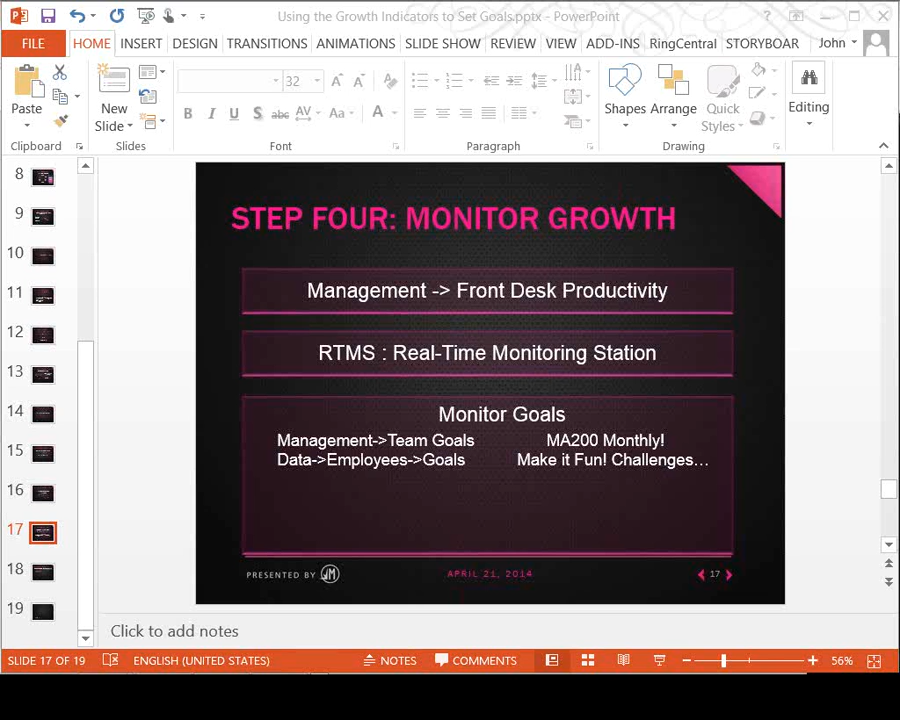 Using the Growth Indicators to Set Goals.pptx - PowerPoint
FILE
HOME
INSERT
DESIGN
TRANSITIONS
ANIMATIONS
SLIDE SHOW
REVIEW
VIEW
ADD-INS
RingCentral
STORYBOAR
John
Paste
New
Slide
32
B I U S abc AV Aa A
Shapes
Arrange
Quick
Styles
Editing
Clipboard
Slides
Font
Paragraph
Drawing
8
9
10
11
12
13
14
15
16
17
18
19
STEP FOUR: MONITOR GROWTH
Management -> Front Desk Productivity
RTMS : Real-Time Monitoring Station
Monitor Goals
Management->Team Goals
Data->Employees->Goals
MA200 Monthly!
Make it Fun! Challenges...
PRESENTED BY JM
APRIL 21, 2014
17
Click to add notes
SLIDE 17 OF 19
ENGLISH (UNITED STATES)
NOTES
COMMENTS
56%